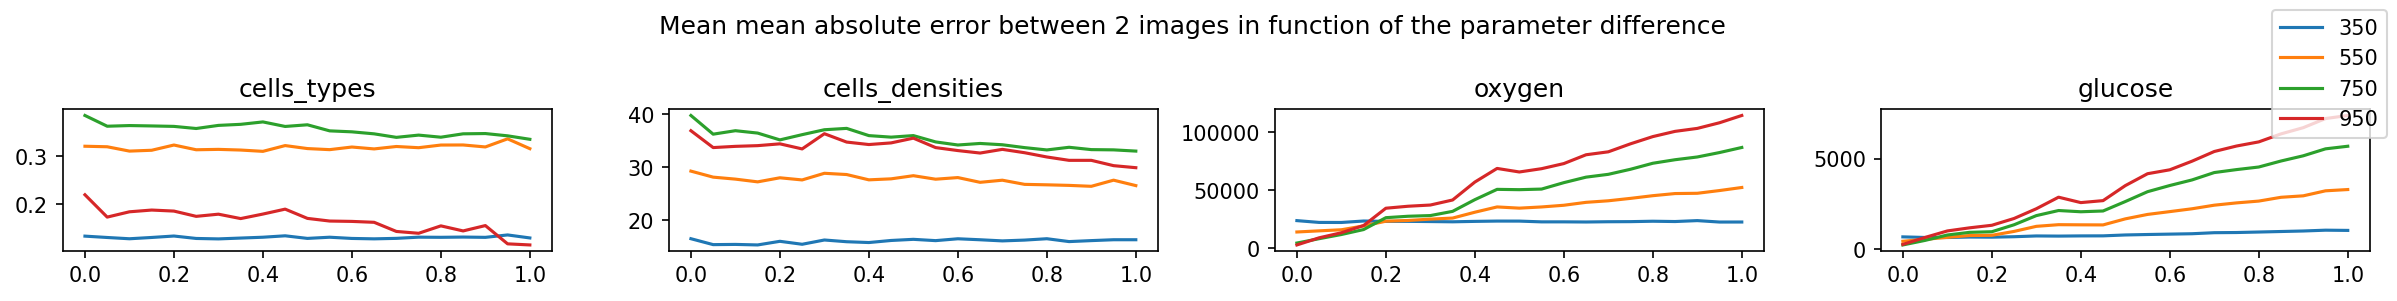 Mean mean absolute error between 2 images in function of the parameter difference
350
550
750
950
cells_types
0.3
0.2
0.0 0.2 0.4 0.6 0.8 1.0
cells_densities
40
30
20
0.0 0.2 0.4 0.6 0.8 1.0
oxygen
100000
50000
0
0.0 0.2 0.4 0.6 0.8 1.0
glucose
5000
0
0.0 0.2 0.4 0.6 0.8 1.0